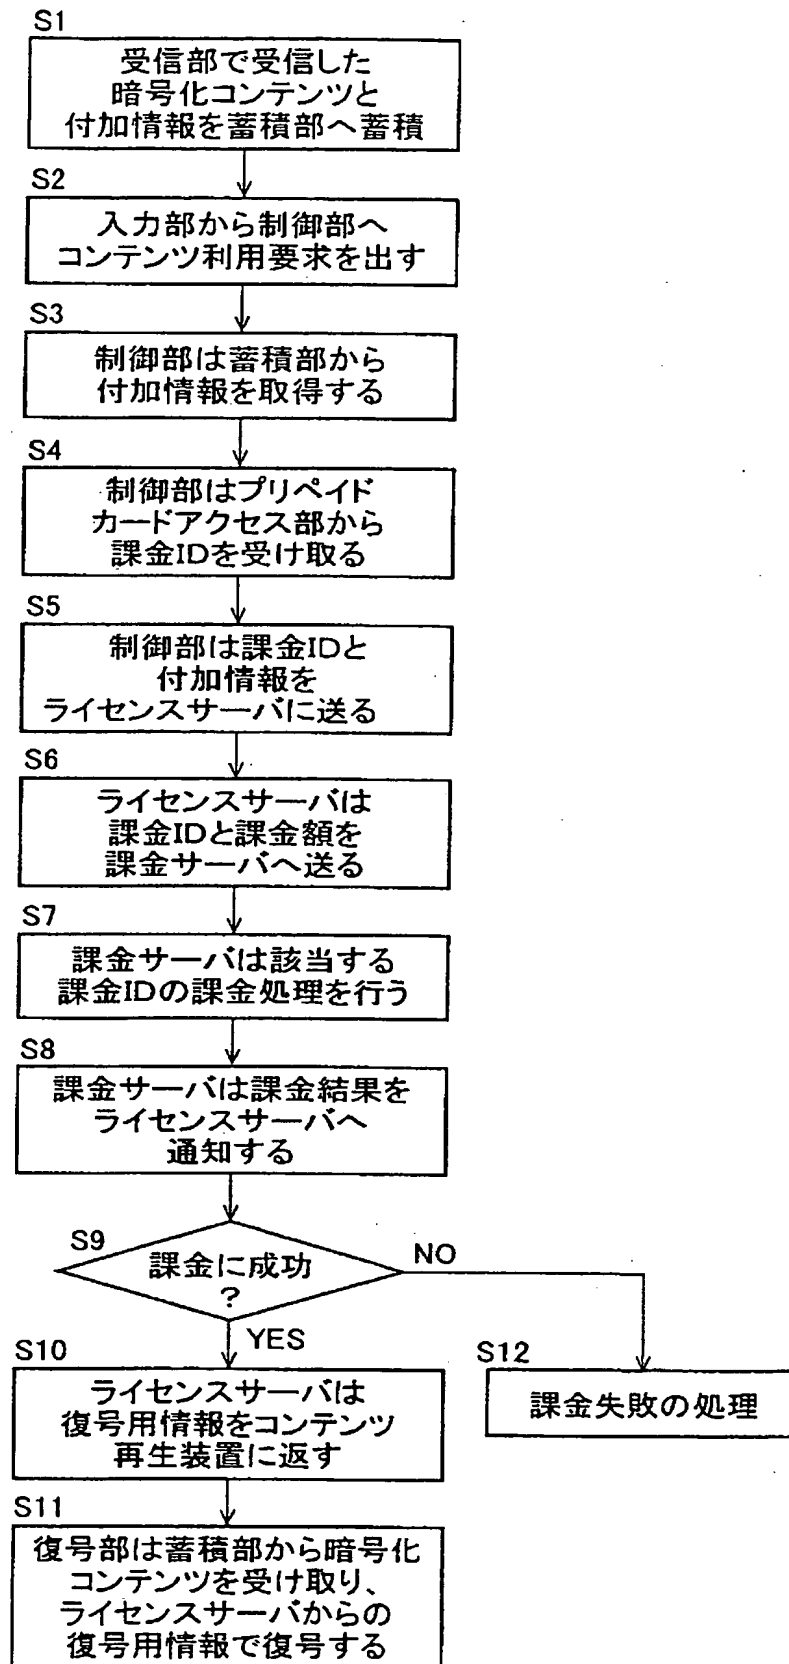 S1
受信部で受信した
暗号化コンテンツと
付加情報を蓄積部へ蓄積
S2
入力部から制御部へ
コンテンツ利用要求を出す
S3
制御部は蓄積部から
付加情報を取得する
S4
制御部はプリペイド
カードアクセス部から
課金IDを受け取る
S5
制御部は課金IDと
付加情報を
ライセンスサーバに送る
S6
ライセンスサーバは
課金IDと課金額を
課金サーバへ送る
S7
課金サーバは該当する
課金IDの課金処理を行う
S8
課金サーバは課金結果を
ライセンスサーバへ
通知する
S9
課金に成功
?
NO
YES
S10
ライセンスサーバは
復号用情報をコンテンツ
再生装置に返す
S12
課金失敗の処理
S11
復号部は蓄積部から暗号化
コンテンツを受け取り、
ライセンスサーバからの
復号用情報で復号する